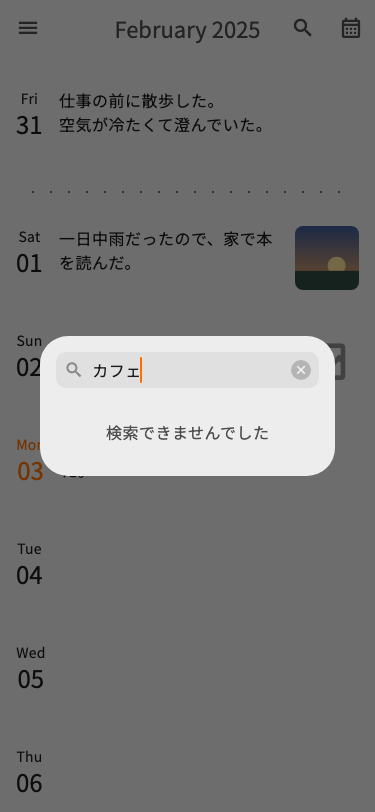 February 2025
Fri
31
仕事の前に散歩した。
空気が冷たくて澄んでいた。
Sat
01
一日中雨だったので、家で本
を読んだ。
Sun
02
カフェ
検索できませんでした
Mon
03
Tue
04
Wed
05
Thu
06